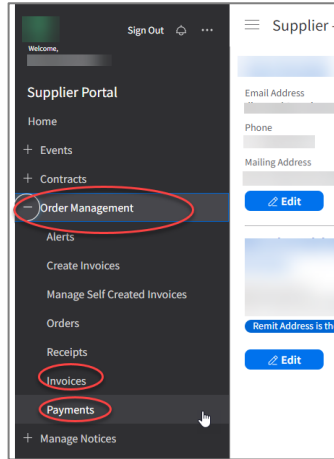 Sign Out ...
Welcome,
Supplier Portal
Home
+ Events
+ Contracts
− Order Management
Alerts
Create Invoices
Manage Self Created Invoices
Orders
Receipts
Invoices
Payments
+ Manage Notices
Supplier -
Email Address
Phone
Mailing Address
Edit
Remit Address is th
Edit